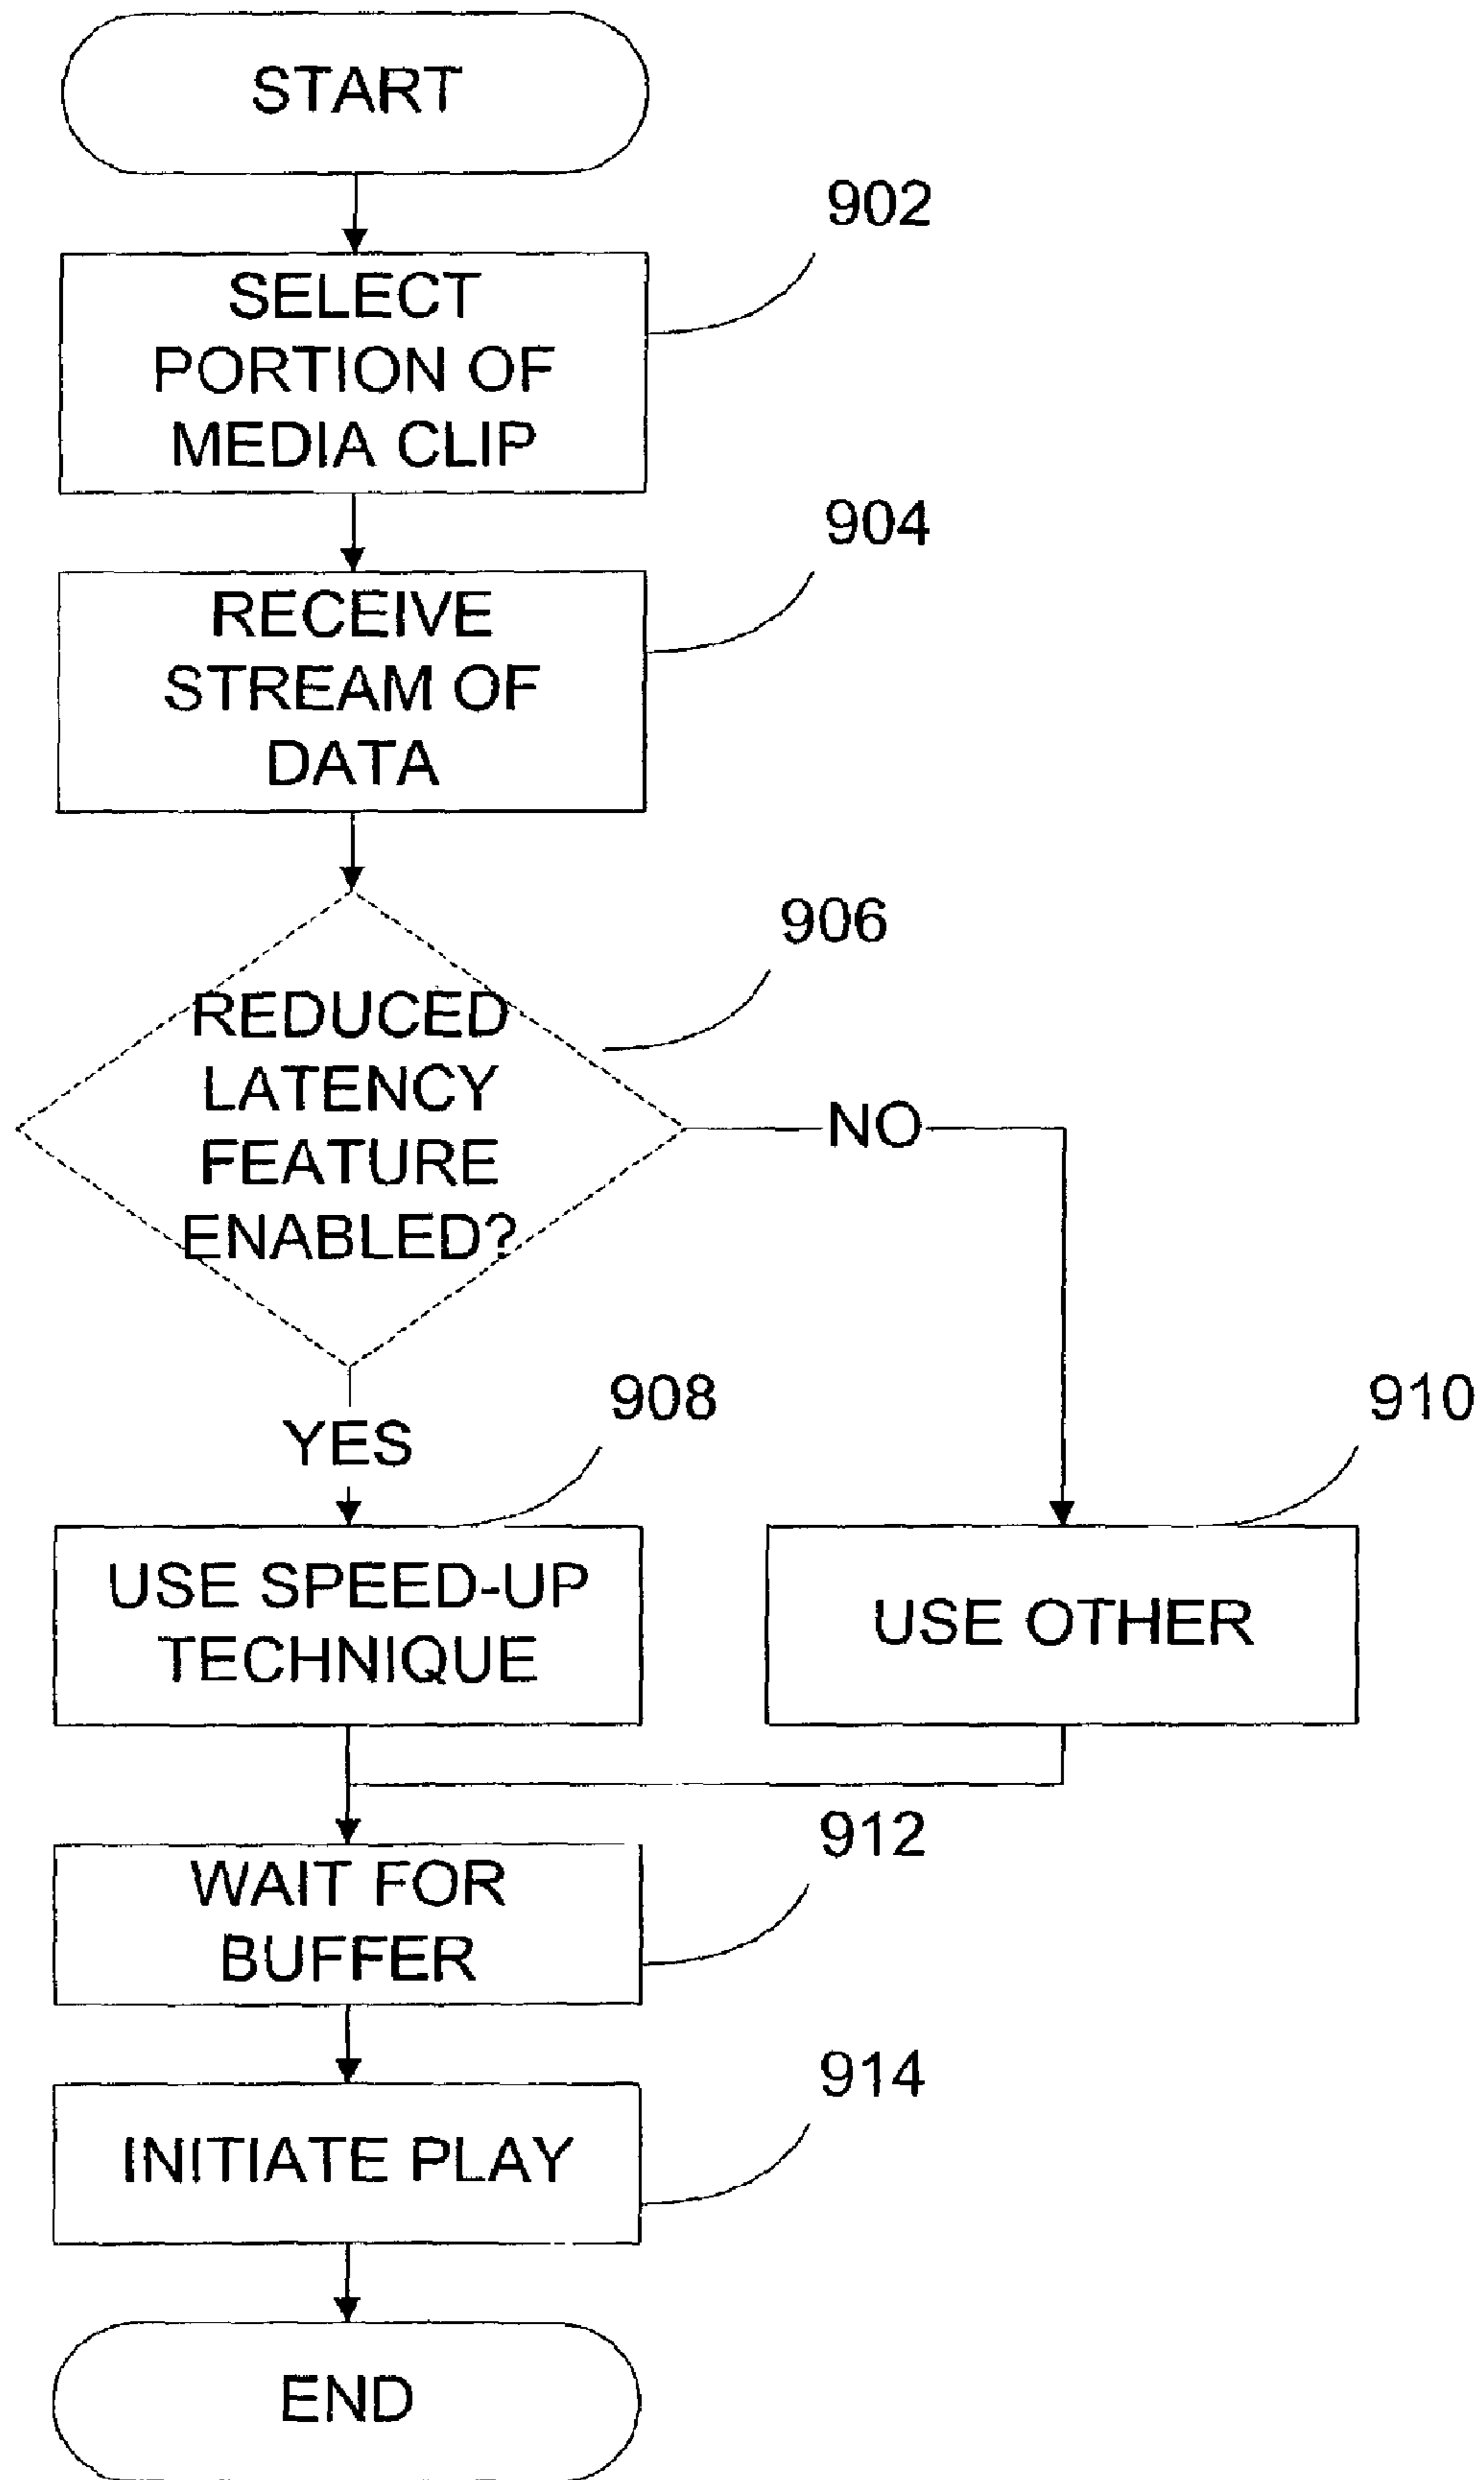 START
902
SELECT
PORTION OF
MEDIA CLIP
904
RECEIVE
STREAM OF
DATA
906
REDUCED
LATENCY
FEATURE
ENABLED?
NO
YES
908
910
USE SPEED-UP
TECHNIQUE
USE OTHER
912
WAIT FOR
BUFFER
914
INITIATE PLAY
END